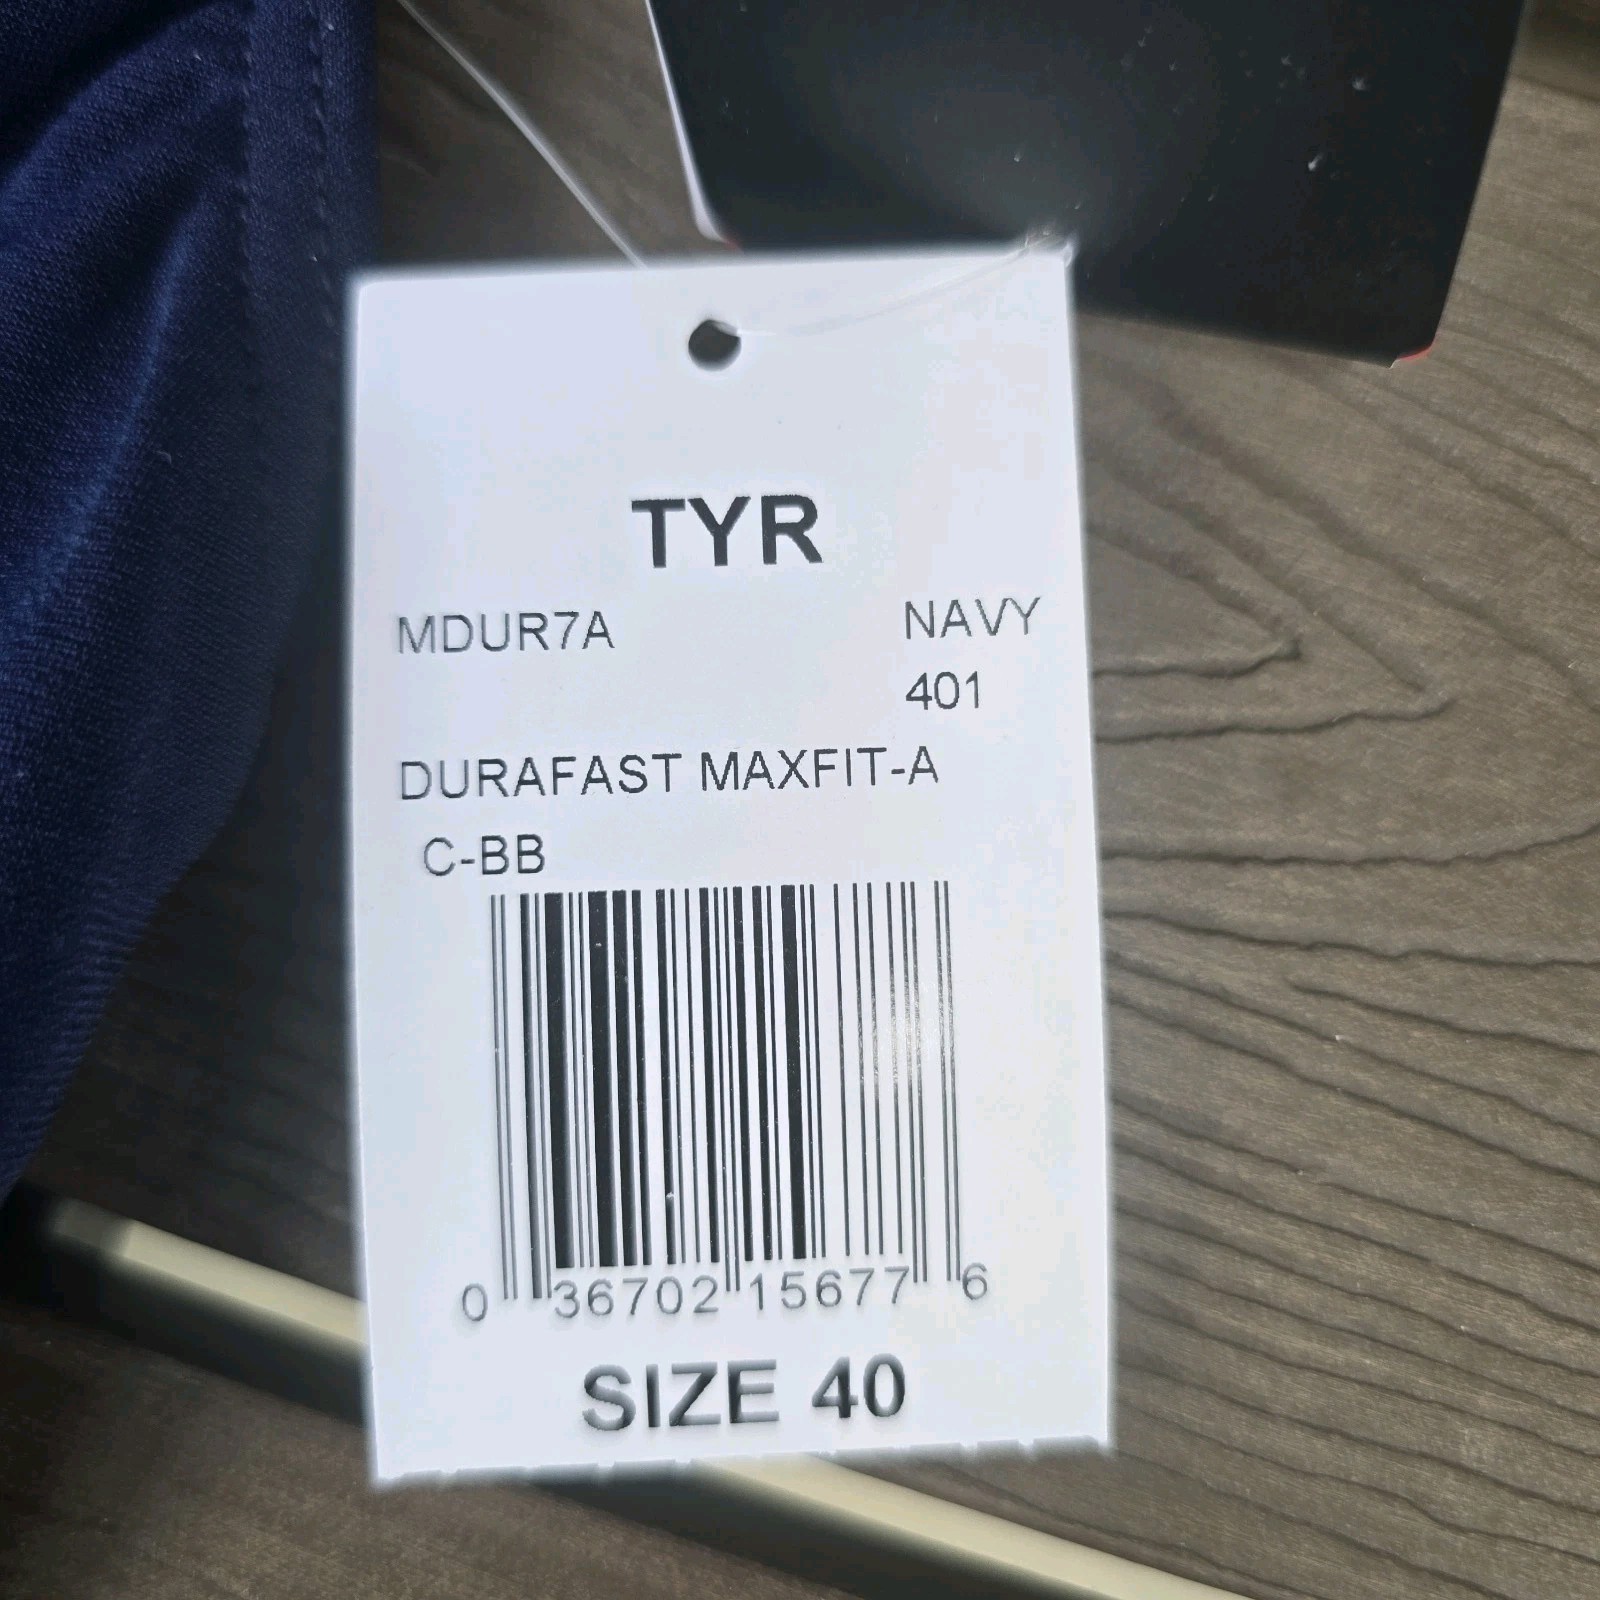 TYR
MDUR7A NAVY
401
DURAFAST MAXFIT-A
C-BB
0 36702 15677 6
SIZE 40